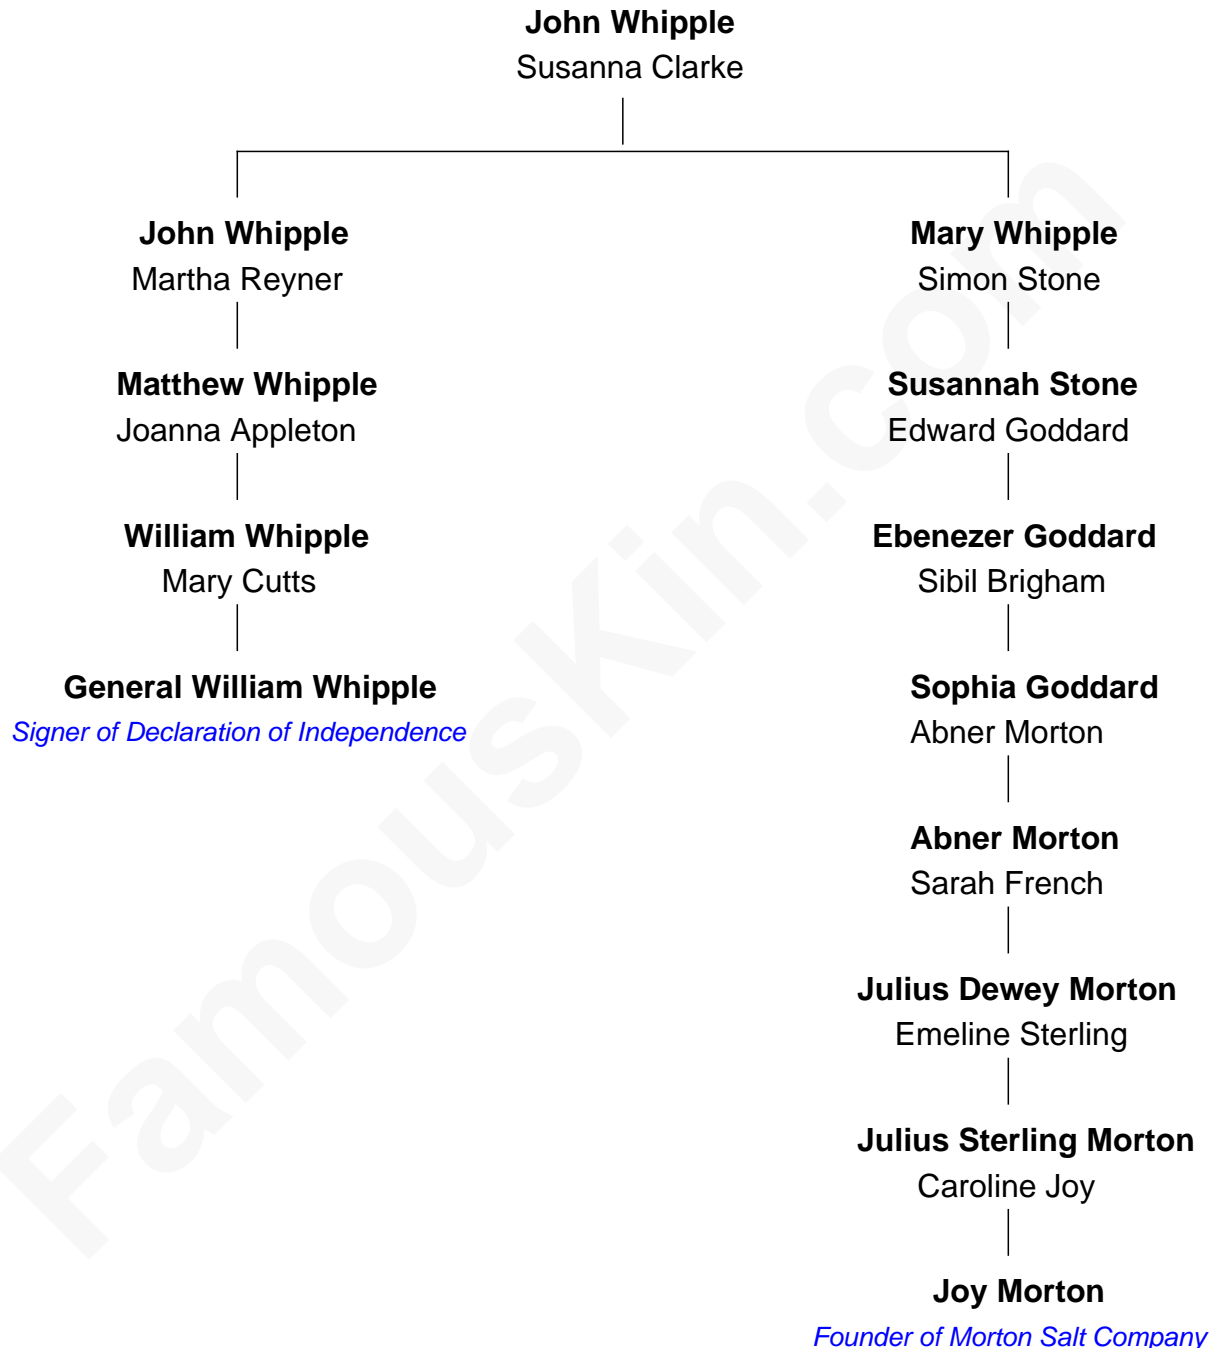 John Whipple
Susanna Clarke
John Whipple
Martha Reyner
Matthew Whipple
Joanna Appleton
William Whipple
Mary Cutts
General William Whipple
Signer of Declaration of Independence
Mary Whipple
Simon Stone
Susannah Stone
Edward Goddard
Ebenezer Goddard
Sibil Brigham
Sophia Goddard
Abner Morton
Abner Morton
Sarah French
Julius Dewey Morton
Emeline Sterling
Julius Sterling Morton
Caroline Joy
Joy Morton
Founder of Morton Salt Company
FamousKin.com